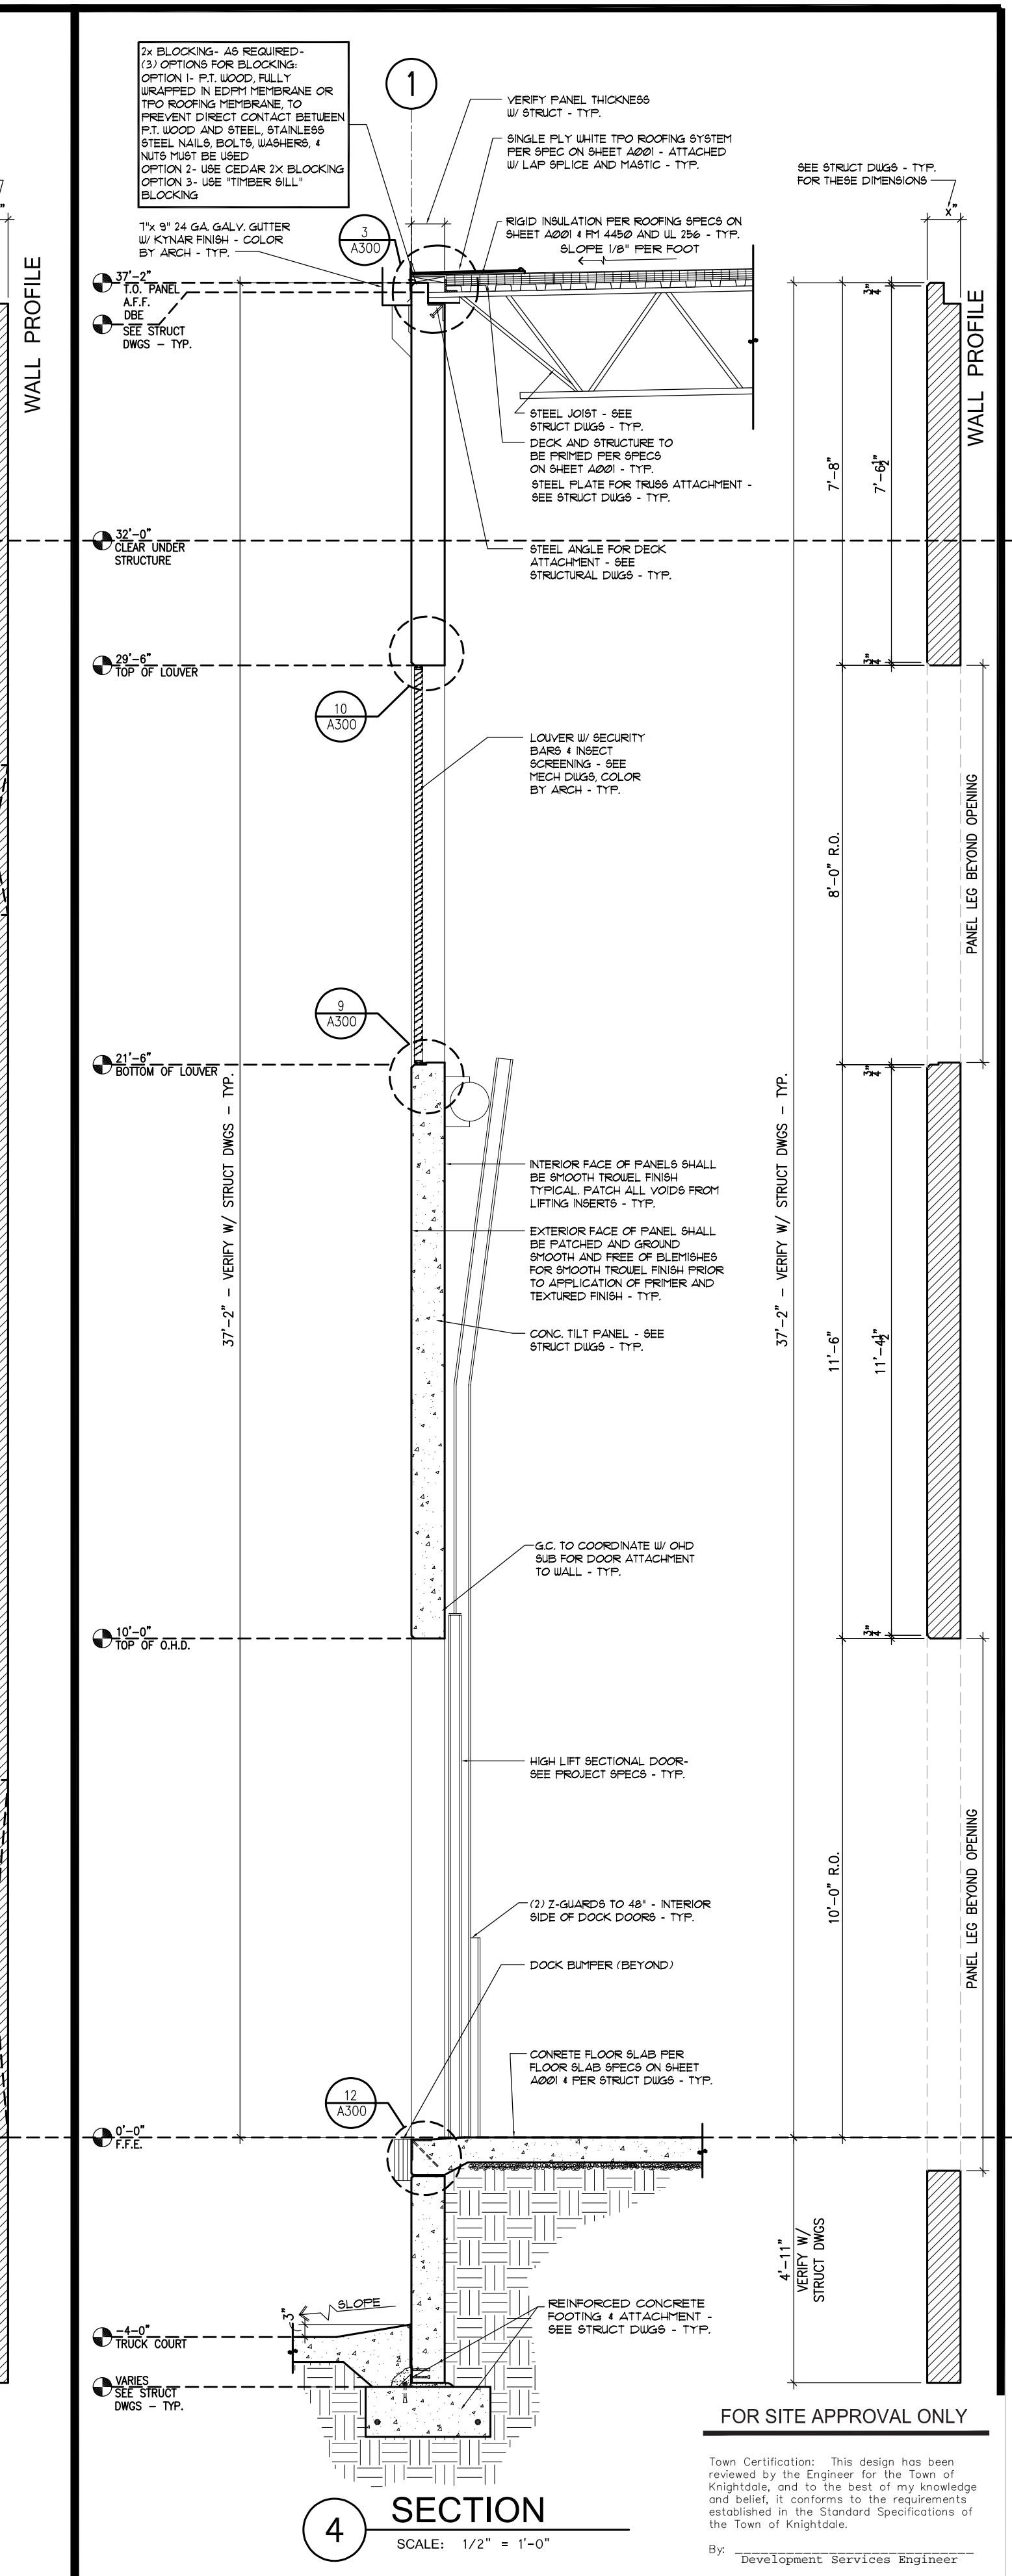 2x BLOCKING- AS REQUIRED-
(3) OPTIONS FOR BLOCKING:
OPTION 1- P.T. WOOD, FULLY
WRAPPED IN EDPM MEMBRANE OR
TPO ROOFING MEMBRANE, TO
PREVENT DIRECT CONTACT BETWEEN
P.T. WOOD AND STEEL, STAINLESS
STEEL NAILS, BOLTS, WASHERS, &
NUTS MUST BE USED
OPTION 2- USE CEDAR 2X BLOCKING
OPTION 3- USE "TIMBER SILL"
BLOCKING
1
VERIFY PANEL THICKNESS
W/ STRUCT - TYP.
SINGLE PLY WHITE TPO ROOFING SYSTEM
PER SPEC ON SHEET A001 - ATTACHED
W/ LAP SPLICE AND MASTIC - TYP.
SEE STRUCT DWGS - TYP.
FOR THESE DIMENSIONS
x"
7"x 9" 24 GA. GALV. GUTTER
W/ KYNAR FINISH - COLOR
BY ARCH - TYP.
3
A300
RIGID INSULATION PER ROOFING SPECS ON
SHEET A001 & FM 4450 AND UL 256 - TYP.
SLOPE 1/8" PER FOOT
WALL PROFILE
37'-2"
T.O. PANEL
A.F.F.
DBE
SEE STRUCT
DWGS - TYP.
3/4"
WALL PROFILE
STEEL JOIST - SEE
STRUCT DWGS - TYP.
DECK AND STRUCTURE TO
BE PRIMED PER SPECS
ON SHEET A001 - TYP.
STEEL PLATE FOR TRUSS ATTACHMENT -
SEE STRUCT DWGS - TYP.
7'-8"
7'-6 1/2"
32'-0"
CLEAR UNDER
STRUCTURE
STEEL ANGLE FOR DECK
ATTACHMENT - SEE
STRUCTURAL DWGS - TYP.
29'-6"
TOP OF LOUVER
3/4"
10
A300
LOUVER W/ SECURITY
BARS & INSECT
SCREENING - SEE
MECH DWGS, COLOR
BY ARCH - TYP.
8'-0" R.O.
PANEL LEG BEYOND OPENING
9
A300
21'-6"
BOTTOM OF LOUVER
3/4"
37'-2" - VERIFY W/ STRUCT DWGS - TYP.
37'-2" - VERIFY W/ STRUCT DWGS - TYP.
INTERIOR FACE OF PANELS SHALL
BE SMOOTH TROWEL FINISH
TYPICAL. PATCH ALL VOIDS FROM
LIFTING INSERTS - TYP.
EXTERIOR FACE OF PANEL SHALL
BE PATCHED AND GROUND
SMOOTH AND FREE OF BLEMISHES
FOR SMOOTH TROWEL FINISH PRIOR
TO APPLICATION OF PRIMER AND
TEXTURED FINISH - TYP.
CONC. TILT PANEL - SEE
STRUCT DWGS - TYP.
11'-6"
11'-4 1/2"
G.C. TO COORDINATE W/ OHD
SUB FOR DOOR ATTACHMENT
TO WALL - TYP.
10'-0"
TOP OF O.H.D.
3/4"
HIGH LIFT SECTIONAL DOOR-
SEE PROJECT SPECS - TYP.
10'-0" R.O.
PANEL LEG BEYOND OPENING
(2) Z-GUARDS TO 48" - INTERIOR
SIDE OF DOCK DOORS - TYP.
DOCK BUMPER (BEYOND)
CONRETE FLOOR SLAB PER
FLOOR SLAB SPECS ON SHEET
A001 & PER STRUCT DWGS - TYP.
12
A300
0'-0"
F.F.E.
4'-11"
VERIFY W/
STRUCT DWGS
3"
SLOPE
REINFORCED CONCRETE
FOOTING & ATTACHMENT -
SEE STRUCT DWGS - TYP.
-4-0"
TRUCK COURT
VARIES
SEE STRUCT
DWGS - TYP.
FOR SITE APPROVAL ONLY
Town Certification: This design has been
reviewed by the Engineer for the Town of
Knightdale, and to the best of my knowledge
and belief, it conforms to the requirements
established in the Standard Specifications of
the Town of Knightdale.
By:
Development Services Engineer
4
SECTION
SCALE: 1/2" = 1'-0"